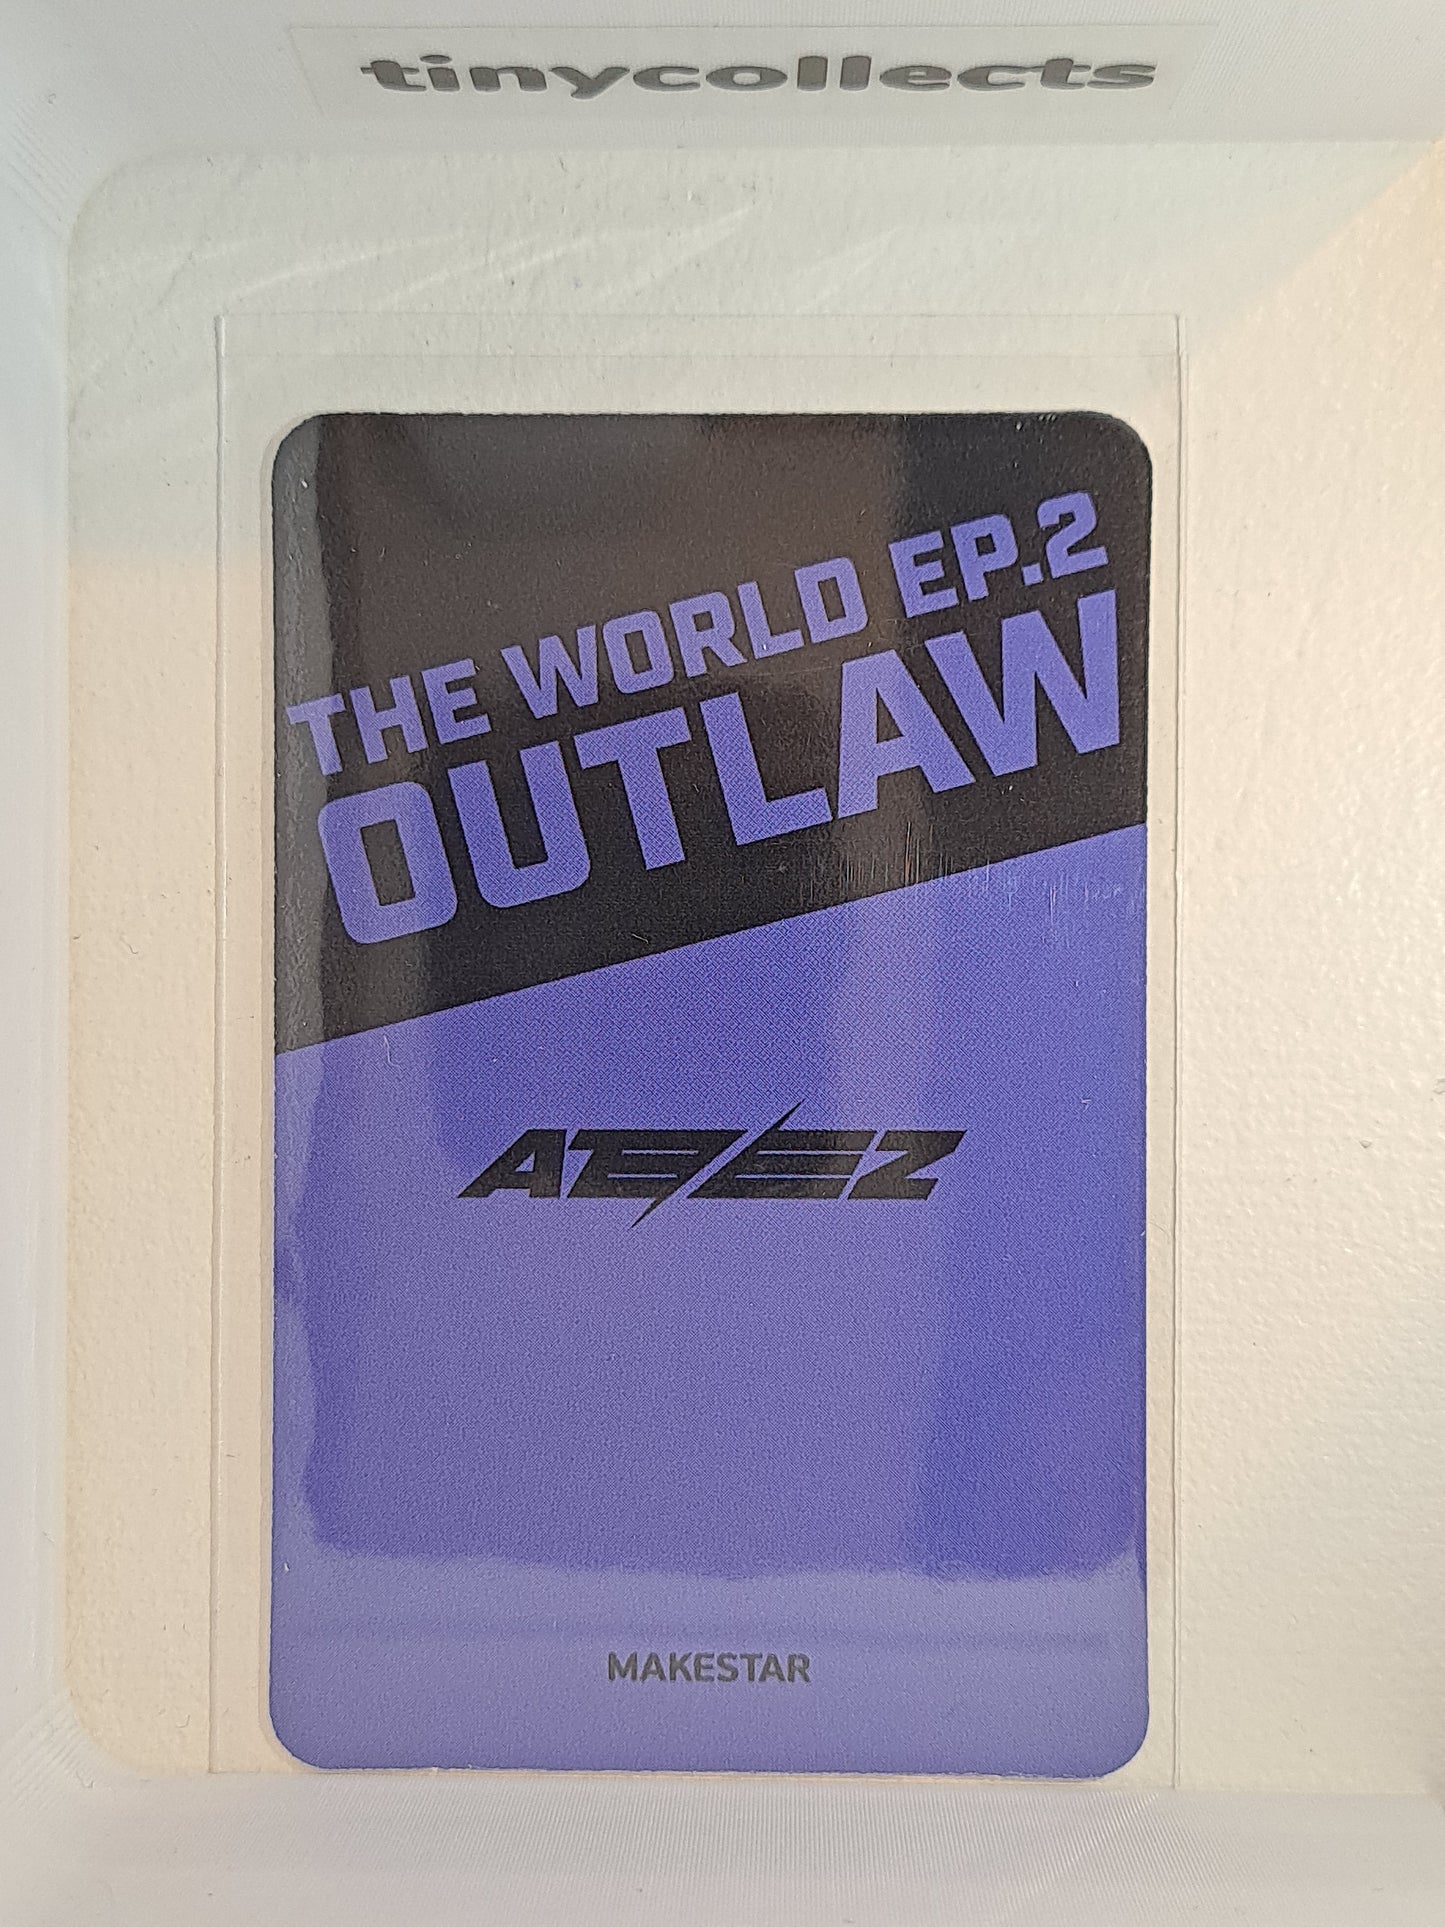 tinycollects
THE WORLD EP.2
OUTLAW
ATEEZ
MAKESTAR